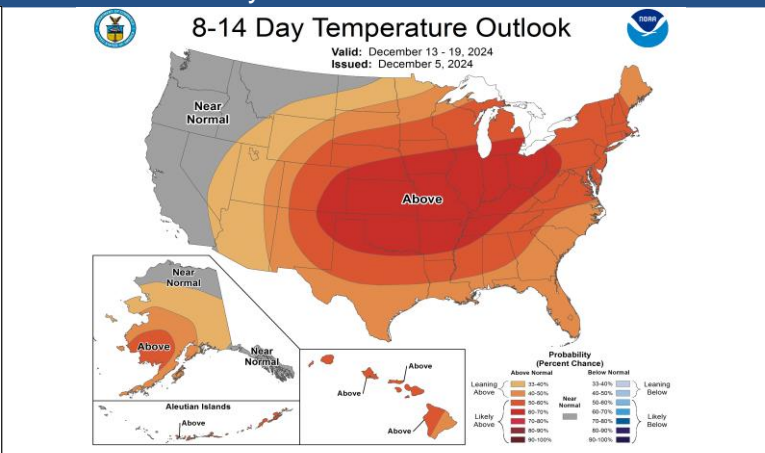 8-14 Day Temperature Outlook
Valid: December 13 - 19, 2024
Issued: December 5, 2024
NOAA
Near
Normal
Above
Near
Normal
Above
Near
Normal
Aleutian Islands
Above
Above
Above
Above
Probability
(Percent Chance)
Above Normal
Below Normal
Leaning
Above
33-40%
40-50%
Likely
Above
50-60%
60-70%
70-80%
80-90%
90-100%
Near
Normal
33-40%
40-50%
Leaning
Below
50-60%
60-70%
70-80%
80-90%
90-100%
Likely
Below